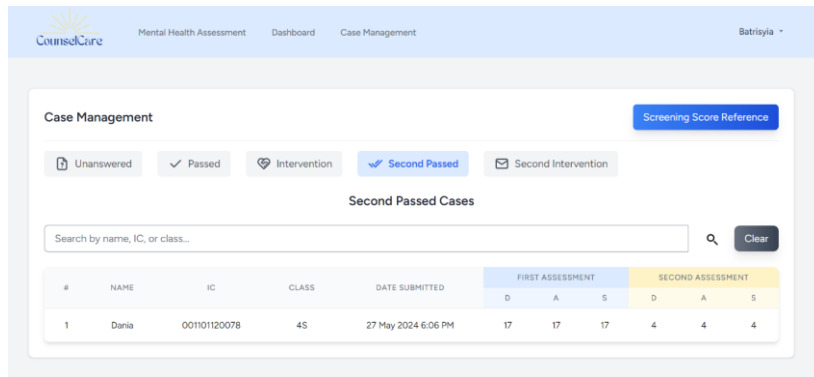 CounselCare Mental Health Assessment Dashboard Case Management Batrisyia
Case Management Screening Score Reference
Unanswered Passed Intervention Second Passed Second Intervention
Second Passed Cases
Search by name, IC, or class... Clear
FIRST ASSESSMENT SECOND ASSESSMENT
# NAME IC CLASS DATE SUBMITTED D A S D A S
1 Dania 001101120078 4S 27 May 2024 6:06 PM 17 17 17 4 4 4